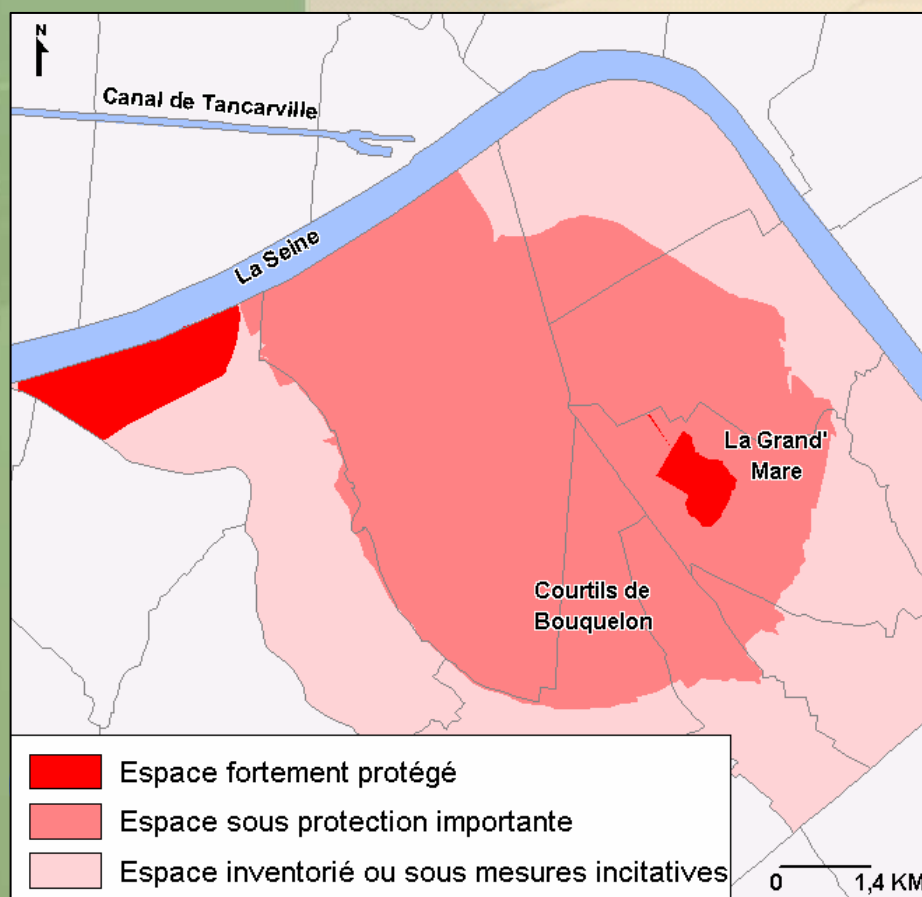 N
Canal de Tancarville
La Seine
La Grand'
Mare
Courtils de
Bouquelon
Espace fortement protégé
Espace sous protection importante
Espace inventorié ou sous mesures incitatives
0 1,4 KM